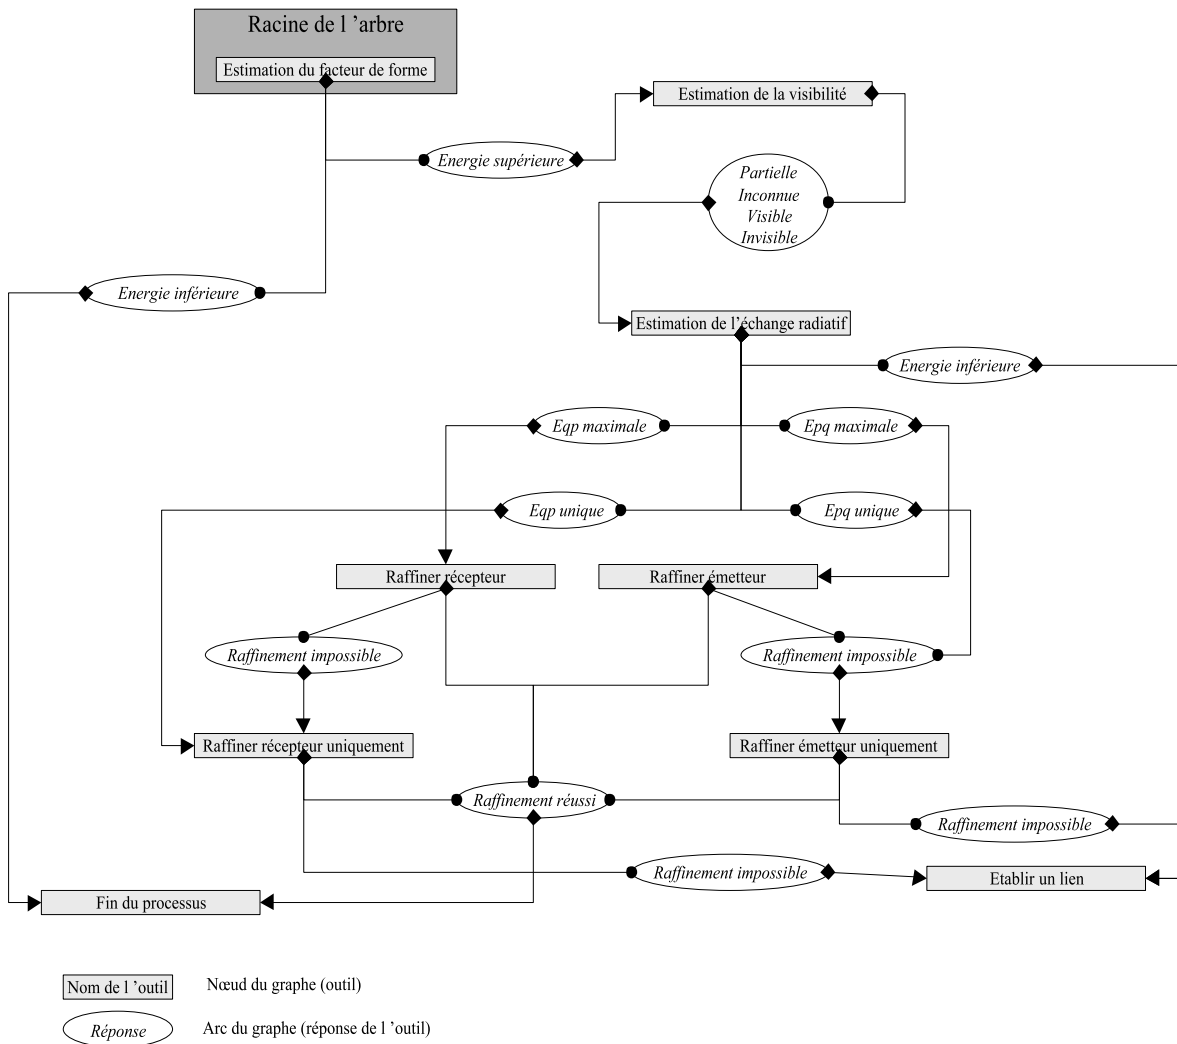 Racine de l ’arbre
Estimation du facteur de forme
Estimation de la visibilité
Energie supérieure
Partielle
Inconnue
Visible
Invisible
Energie inférieure
Estimation de l’échange radiatif
Energie inférieure
Eqp maximale
Epq maximale
Eqp unique
Epq unique
Raffiner récepteur
Raffiner émetteur
Raffinement impossible
Raffinement impossible
Raffiner récepteur uniquement
Raffiner émetteur uniquement
Raffinement réussi
Raffinement impossible
Raffinement impossible
Etablir un lien
Fin du processus
Nom de l ’outil
Nœud du graphe (outil)
Réponse
Arc du graphe (réponse de l ’outil)